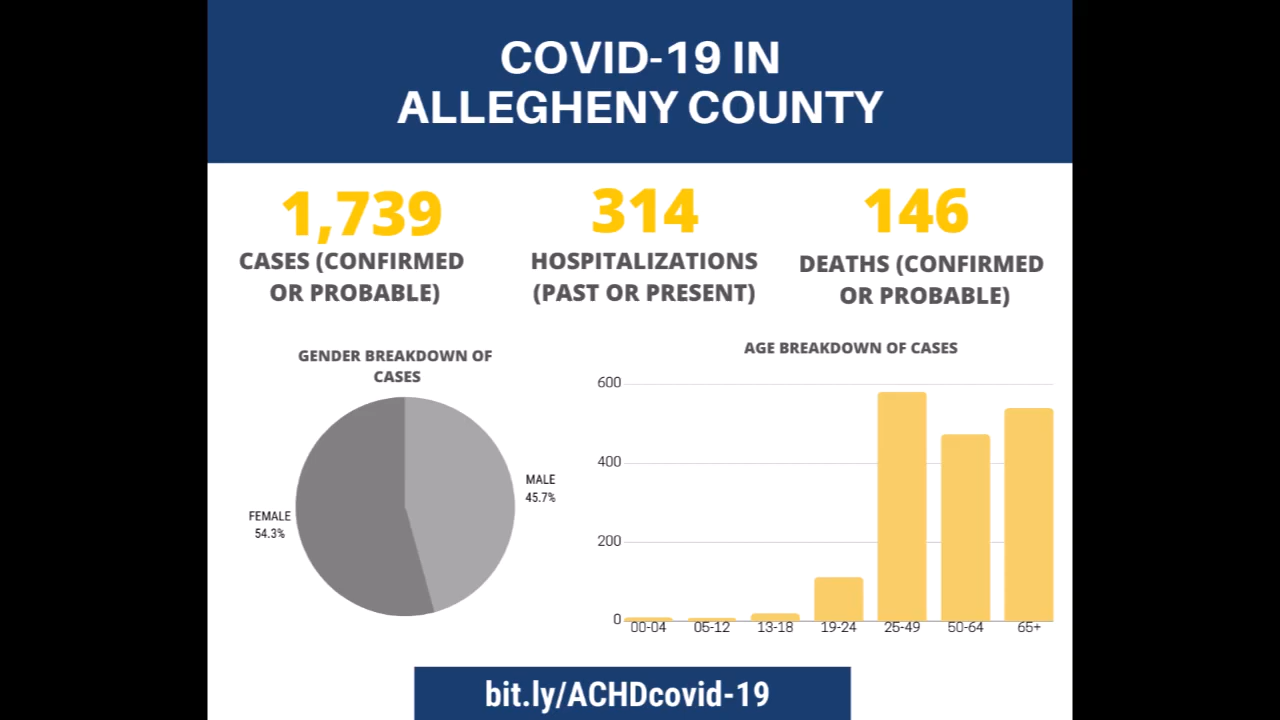 COVID-19 IN
ALLEGHENY COUNTY
1,739
CASES (CONFIRMED
OR PROBABLE)
314
HOSPITALIZATIONS
(PAST OR PRESENT)
146
DEATHS (CONFIRMED
OR PROBABLE)
GENDER BREAKDOWN OF
CASES
MALE
45.7%
FEMALE
54.3%
AGE BREAKDOWN OF CASES
600
400
200
0
00-04 05-12 13-18 19-24 25-49 50-64 65+
bit.ly/ACHDcovid-19